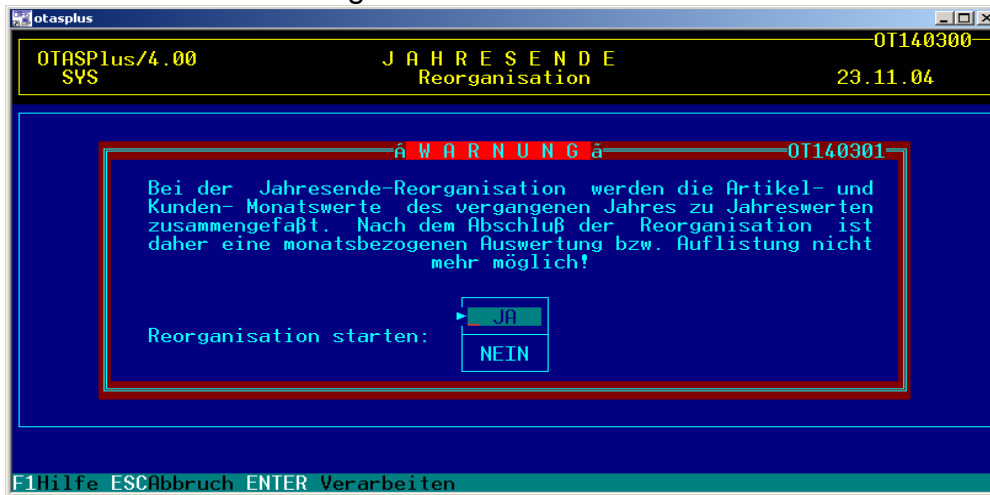 otasplus
OT140300
OTASPlus/4.00 J A H R E S E N D E
SYS Reorganisation 23.11.04
á W A R N U N G ã OT140301
Bei der Jahresende-Reorganisation werden die Artikel- und
Kunden- Monatswerte des vergangenen Jahres zu Jahreswerten
zusammengefaßt. Nach dem Abschluß der Reorganisation ist
daher eine monatsbezogenen Auswertung bzw. Auflistung nicht
mehr möglich!
JA
Reorganisation starten:
NEIN
F1Hilfe ESCAbbruch ENTER Verarbeiten